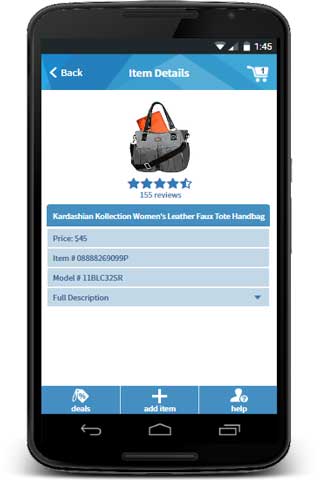 1:45
Back
Item Details
1
155 reviews
Kardashian Kollection Women's Leather Faux Tote Handbag
Price: $45
Item # 08888269099P
Model # 11BLC32SR
Full Description
deals
add item
help